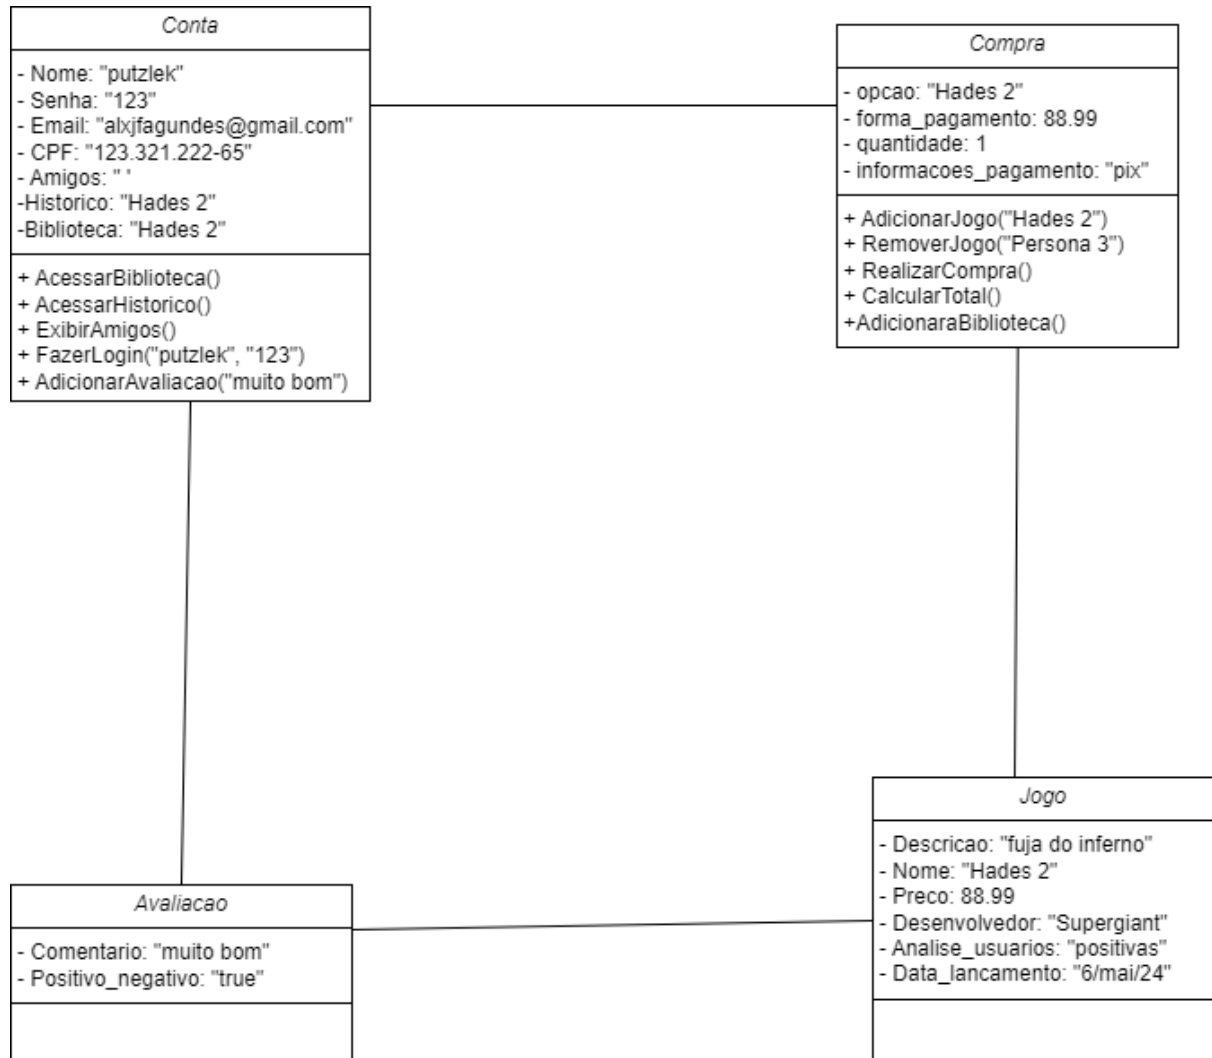 Conta
- Nome: "putzlek"
- Senha: "123"
- Email: "alxjfagundes@gmail.com"
- CPF: "123.321.222-65"
- Amigos: " '
-Historico: "Hades 2"
-Biblioteca: "Hades 2"
+ AcessarBiblioteca()
+ AcessarHistorico()
+ ExibirAmigos()
+ FazerLogin("putzlek", "123")
+ AdicionarAvaliacao("muito bom")
Compra
- opcao: "Hades 2"
- forma_pagamento: 88.99
- quantidade: 1
- informacoes_pagamento: "pix"
+ AdicionarJogo("Hades 2")
+ RemoverJogo("Persona 3")
+ RealizarCompra()
+ CalcularTotal()
+AdicionaraBiblioteca()
Avaliacao
- Comentario: "muito bom"
- Positivo_negativo: "true"
Jogo
- Descricao: "fuja do inferno"
- Nome: "Hades 2"
- Preco: 88.99
- Desenvolvedor: "Supergiant"
- Analise_usuarios: "positivas"
- Data_lancamento: "6/mai/24"